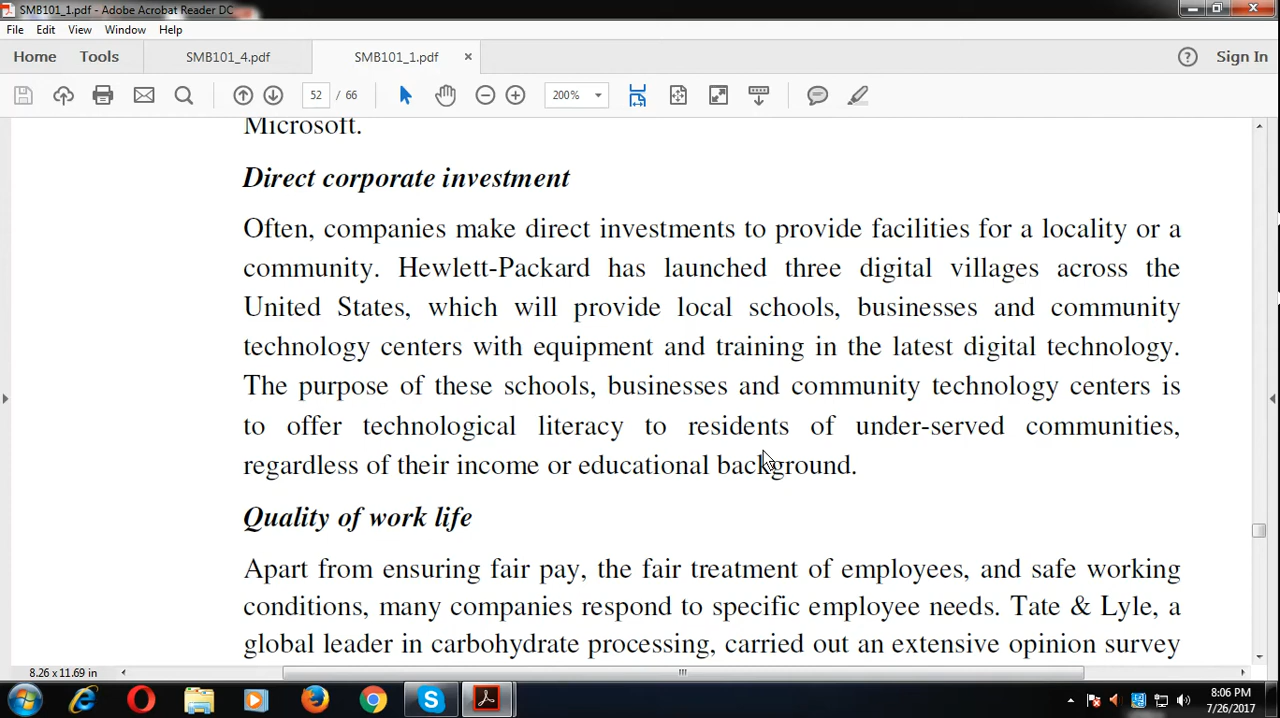 SMB101_1.pdf - Adobe Acrobat Reader DC
File Edit View Window Help
Home Tools SMB101_4.pdf SMB101_1.pdf × ? Sign In
52 / 66 200%
Microsoft.
Direct corporate investment
Often, companies make direct investments to provide facilities for a locality or a
community. Hewlett-Packard has launched three digital villages across the
United States, which will provide local schools, businesses and community
technology centers with equipment and training in the latest digital technology.
The purpose of these schools, businesses and community technology centers is
to offer technological literacy to residents of under-served communities,
regardless of their income or educational background.
Quality of work life
Apart from ensuring fair pay, the fair treatment of employees, and safe working
conditions, many companies respond to specific employee needs. Tate & Lyle, a
global leader in carbohydrate processing, carried out an extensive opinion survey
8.26 x 11.69 in
8:06 PM
7/26/2017